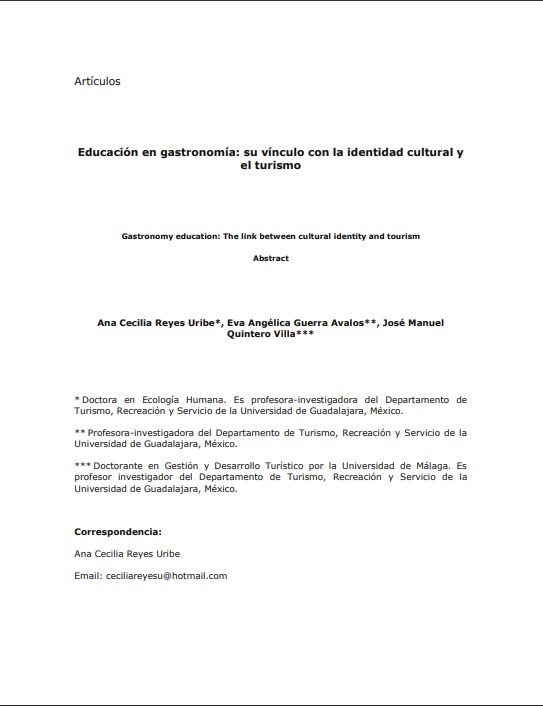 Artículos
Educación en gastronomía: su vínculo con la identidad cultural y
el turismo
Gastronomy education: The link between cultural identity and tourism
Abstract
Ana Cecilia Reyes Uribe*, Eva Angélica Guerra Avalos**, José Manuel
Quintero Villa***
* Doctora en Ecología Humana. Es profesora-investigadora del Departamento de
Turismo, Recreación y Servicio de la Universidad de Guadalajara, México.
** Profesora-investigadora del Departamento de Turismo, Recreación y Servicio de la
Universidad de Guadalajara, México.
*** Doctorante en Gestión y Desarrollo Turístico por la Universidad de Málaga. Es
profesor investigador del Departamento de Turismo, Recreación y Servicio de la
Universidad de Guadalajara, México.
Correspondencia:
Ana Cecilia Reyes Uribe
Email: ceciliareyesu@hotmail.com